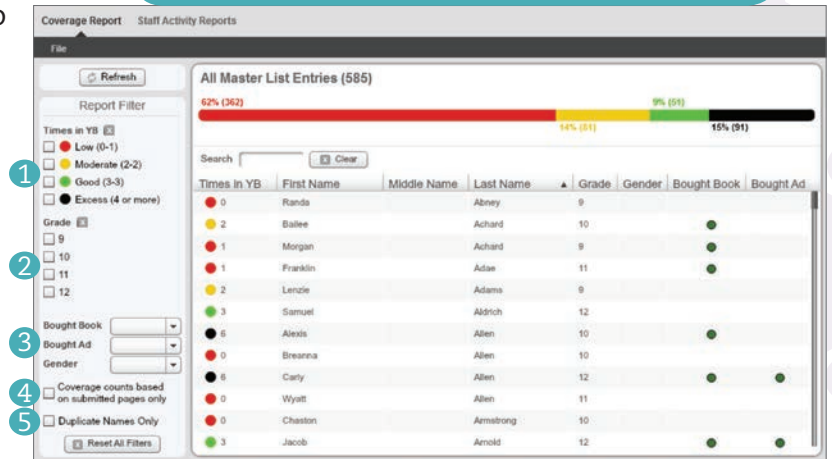 Coverage Report Staff Activity Reports
File
Refresh
Report Filter
Times in YB
1
Low (0-1)
Moderate (2-2)
Good (3-3)
Excess (4 or more)
Grade
2
9
10
11
12
3
Bought Book
Bought Ad
Gender
4 Coverage counts based
on submitted pages only
5 Duplicate Names Only
Reset All Filters
All Master List Entries (585)
62% (362) 9% (51)
14% (81) 15% (91)
Search Clear
Times in YB First Name Middle Name Last Name Grade Gender Bought Book Bought Ad
0 Randa Abney 9
2 Bailee Achard 10
1 Morgan Achard 9
1 Franklin Adae 11
2 Lenzie Adams 9
3 Samuel Aldrich 12
6 Alexis Allen 10
0 Breanna Allen 10
6 Carly Allen 12
0 Wyatt Allen 11
0 Chaston Armstrong 10
3 Jacob Arnold 12